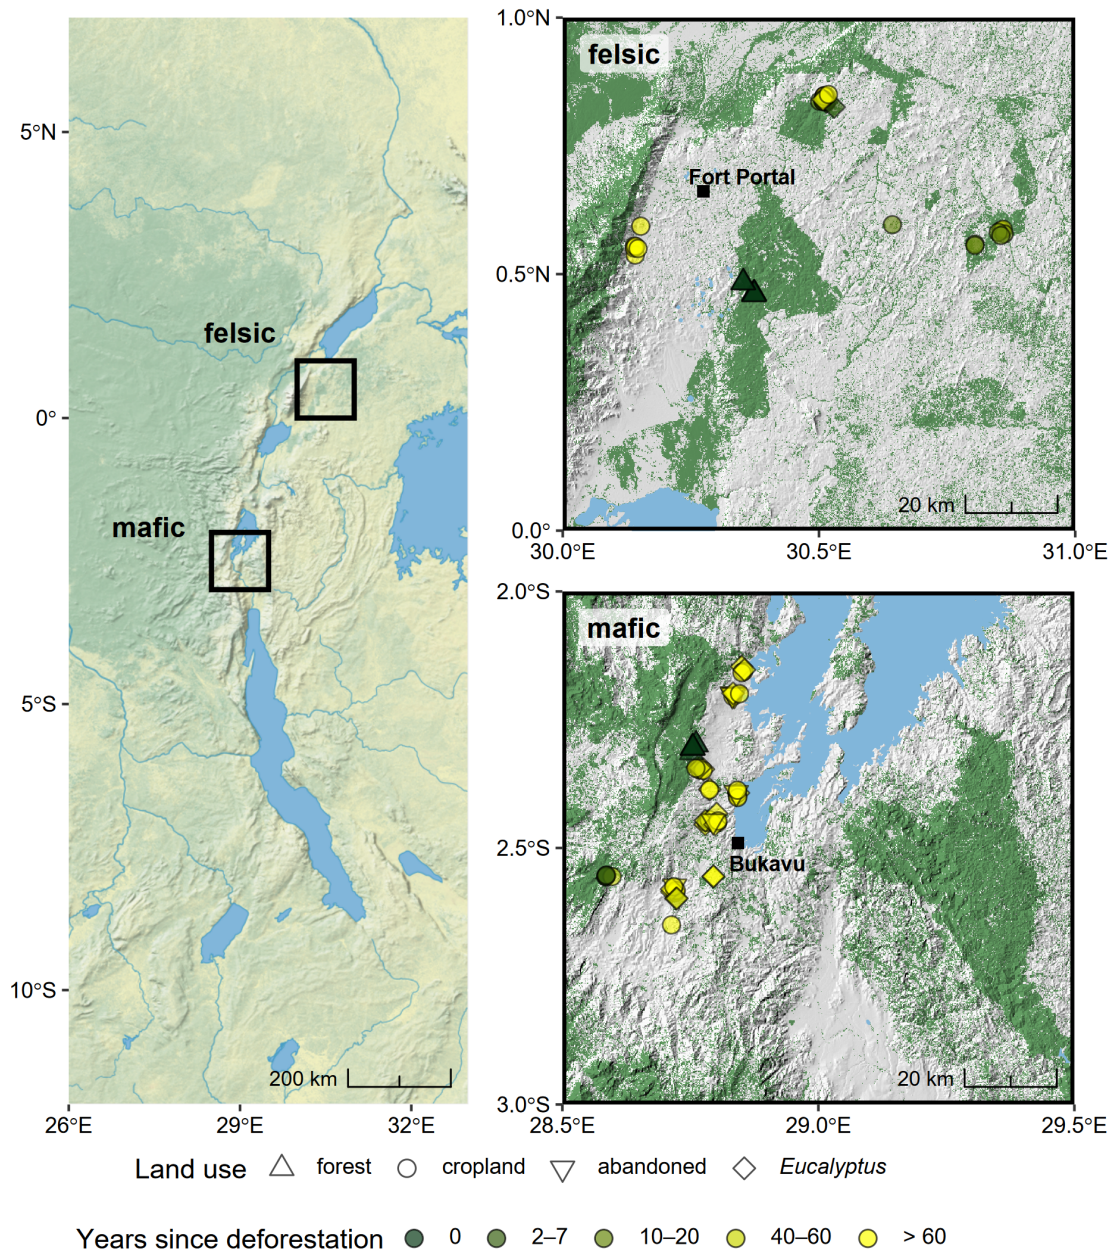 5°N
0°
5°S
10°S
26°E
29°E
32°E
felsic
mafic
200 km
1.0°N
0.5°N
0.0°
30.0°E
30.5°E
31.0°E
felsic
Fort Portal
20 km
2.0°S
2.5°S
3.0°S
28.5°E
29.0°E
29.5°E
mafic
Bukavu
20 km
Land use forest cropland abandoned Eucalyptus
Years since deforestation 0 2–7 10–20 40–60 > 60